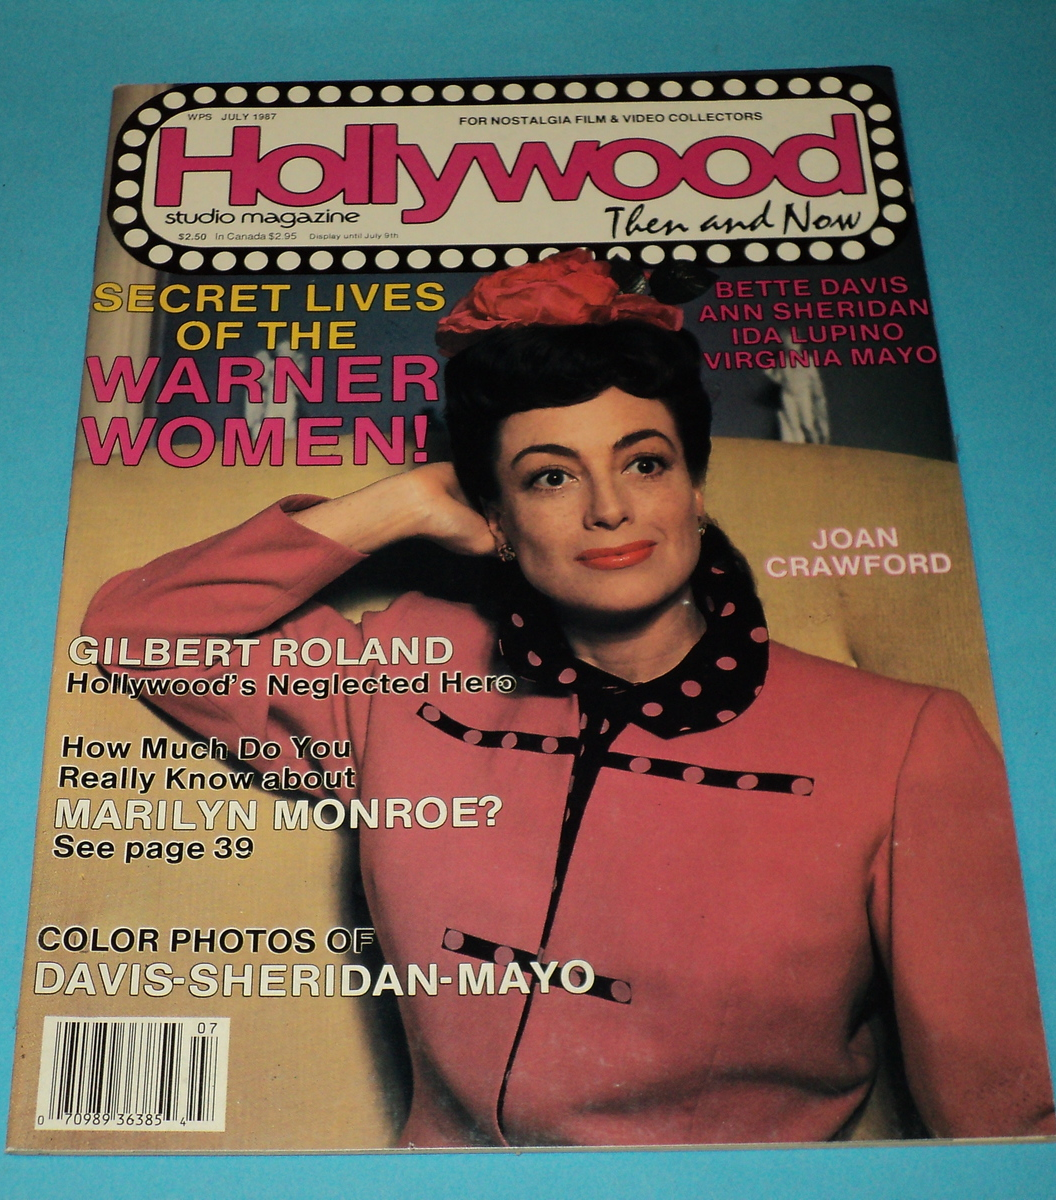 WPS JULY 1987
FOR NOSTALGIA FILM & VIDEO COLLECTORS
Hollywood
studio magazine
Then and Now
$2.50 In Canada $2.95 Display until July 9th
SECRET LIVES
OF THE
WARNER
WOMEN!
BETTE DAVIS
ANN SHERIDAN
IDA LUPINO
VIRGINIA MAYO
JOAN
CRAWFORD
GILBERT ROLAND
Hollywood's Neglected Hero
How Much Do You
Really Know about
MARILYN MONROE?
See page 39
COLOR PHOTOS OF
DAVIS-SHERIDAN-MAYO
07
0 70989 36385 4